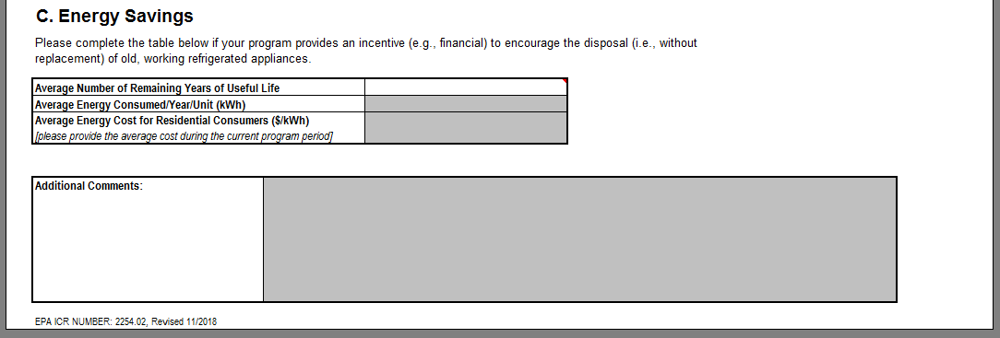 C. Energy Savings
Please complete the table below if your program provides an incentive (e.g., financial) to encourage the disposal (i.e., without
replacement) of old, working refrigerated appliances.
Average Number of Remaining Years of Useful Life
Average Energy Consumed/Year/Unit (kWh)
Average Energy Cost for Residential Consumers ($/kWh)
[please provide the average cost during the current program period]
Additional Comments:
EPA ICR NUMBER: 2254.02, Revised 11/2018